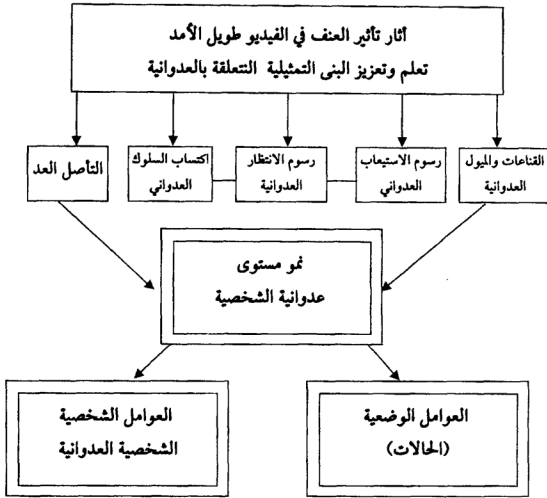 أثار تأثير العنف في الفيديو طويل الأمد
تعلم وتعزيز البنى التمثيلية المتعلقة بالعدوانية
القناعات والميول
العدوانية
رسوم الاستيعاب
العدواني
رسوم الانتظار
العدوانية
اكتساب السلوك
العدواني
التأصل العد
نمو مستوى
عدوانية الشخصية
العوامل الوضعية
(الحالات)
العوامل الشخصية
الشخصية العدوانية